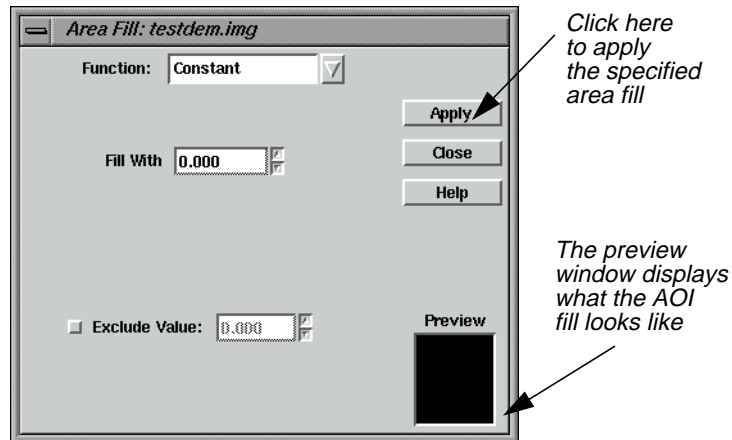 Area Fill: testdem.img
Function: Constant
Click here
to apply
the specified
area fill
Apply
Fill With 0.000
Close
Help
The preview
window displays
what the AOI
fill looks like
Exclude Value: 0.000
Preview